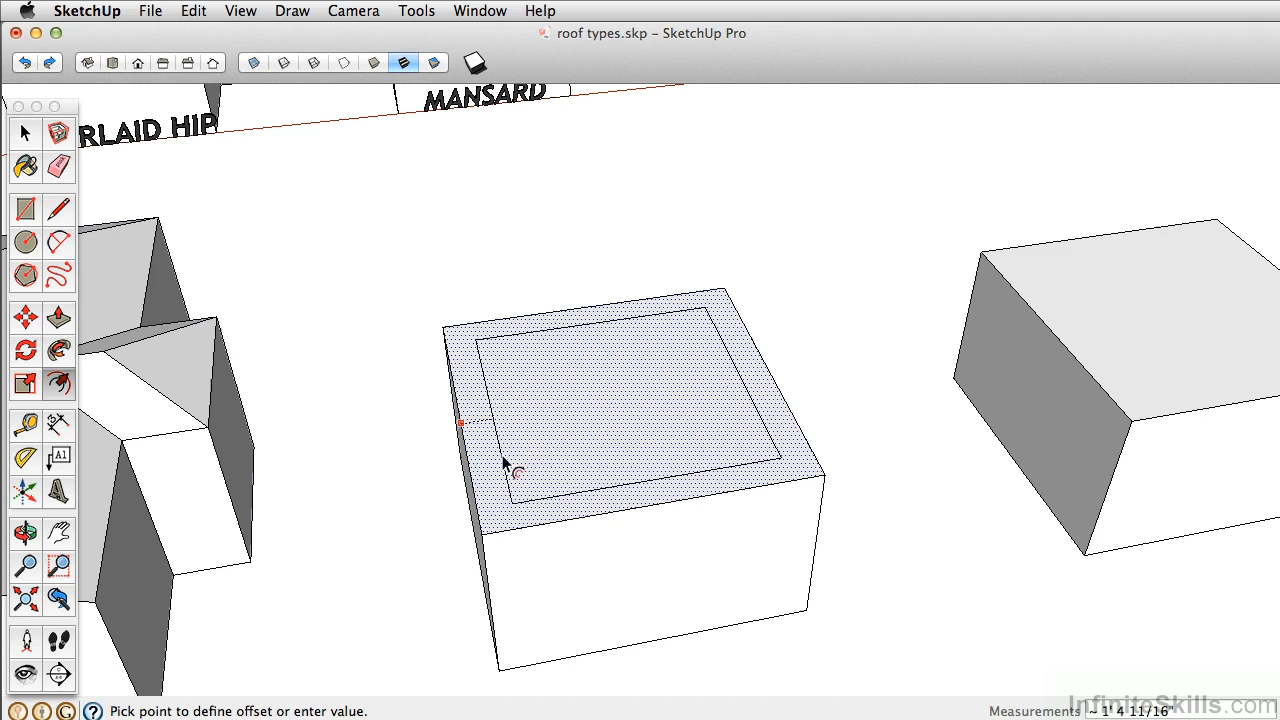 SketchUp File Edit View Draw Camera Tools Window Help
roof types.skp – SketchUp Pro
MANSARD
RLAID HIP
A1
Pick point to define offset or enter value.
Measurements ~ 1' 4 11/16"
InfiniteSkills.com